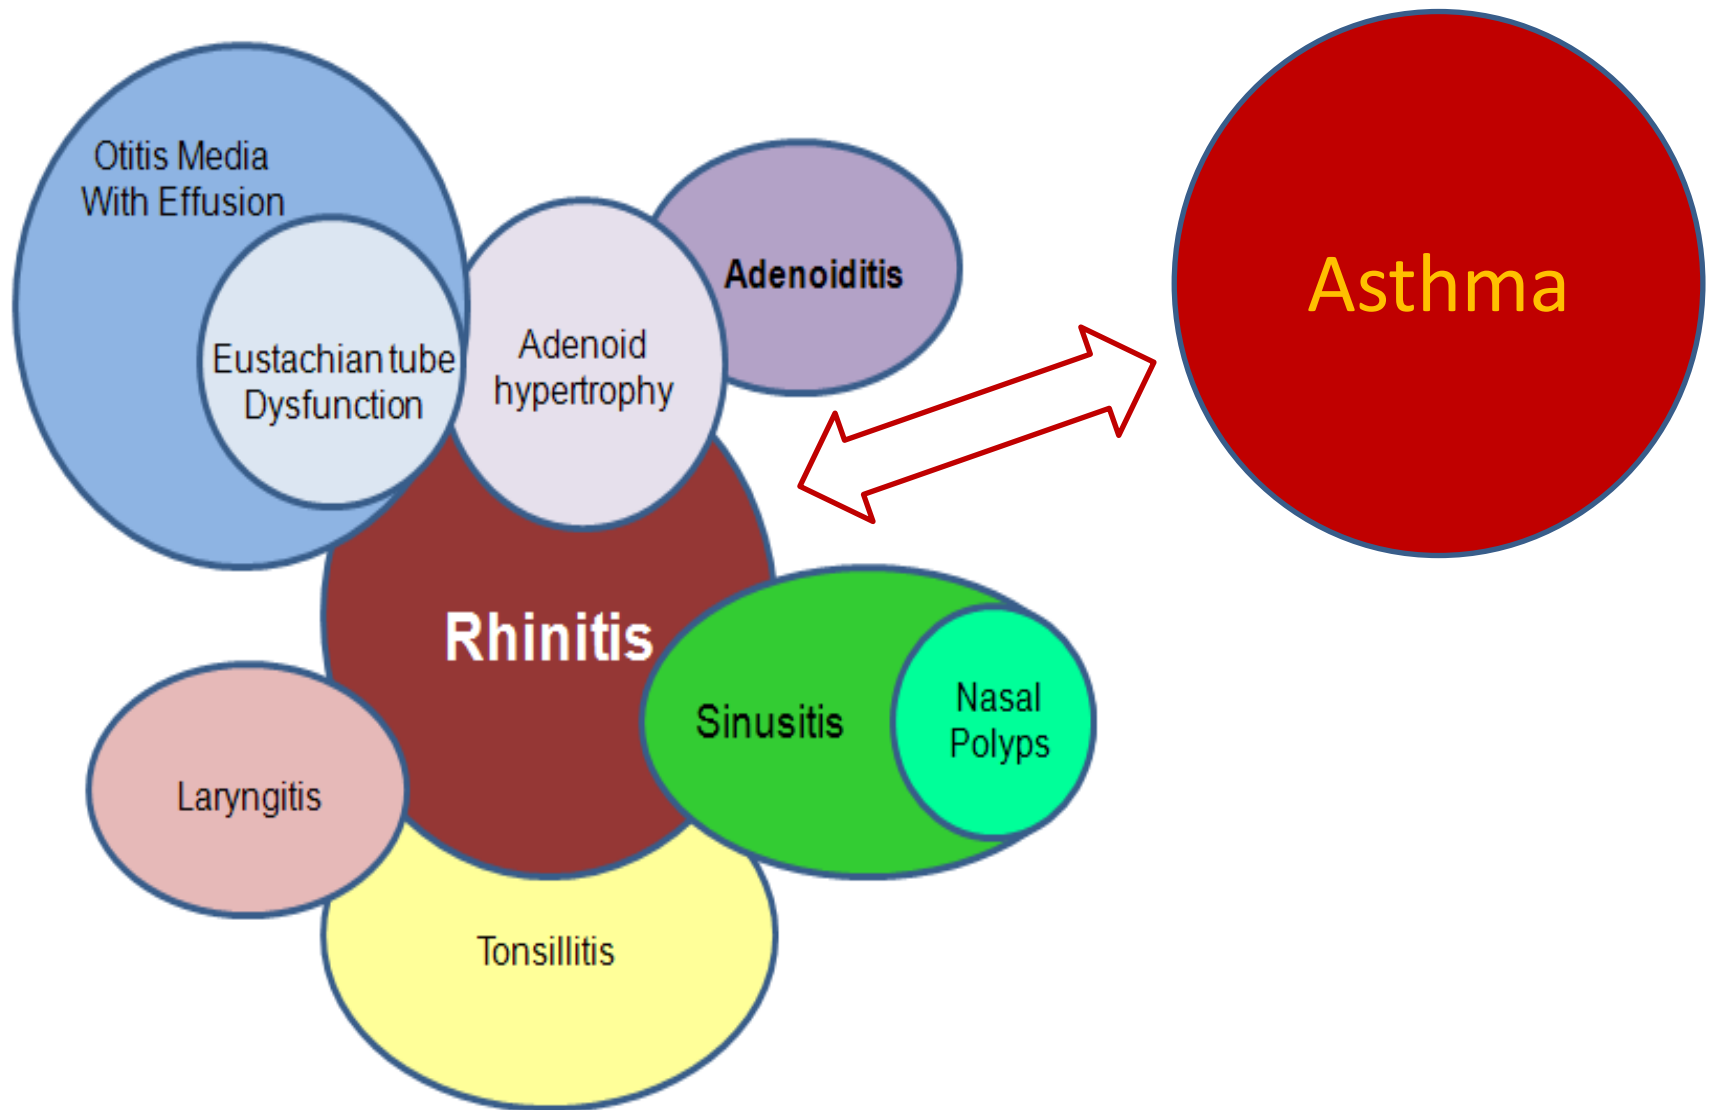 Otitis Media
With Effusion
Eustachian tube
Dysfunction
Adenoid
hypertrophy
Adenoiditis
Asthma
Rhinitis
Sinusitis
Nasal
Polyps
Laryngitis
Tonsillitis